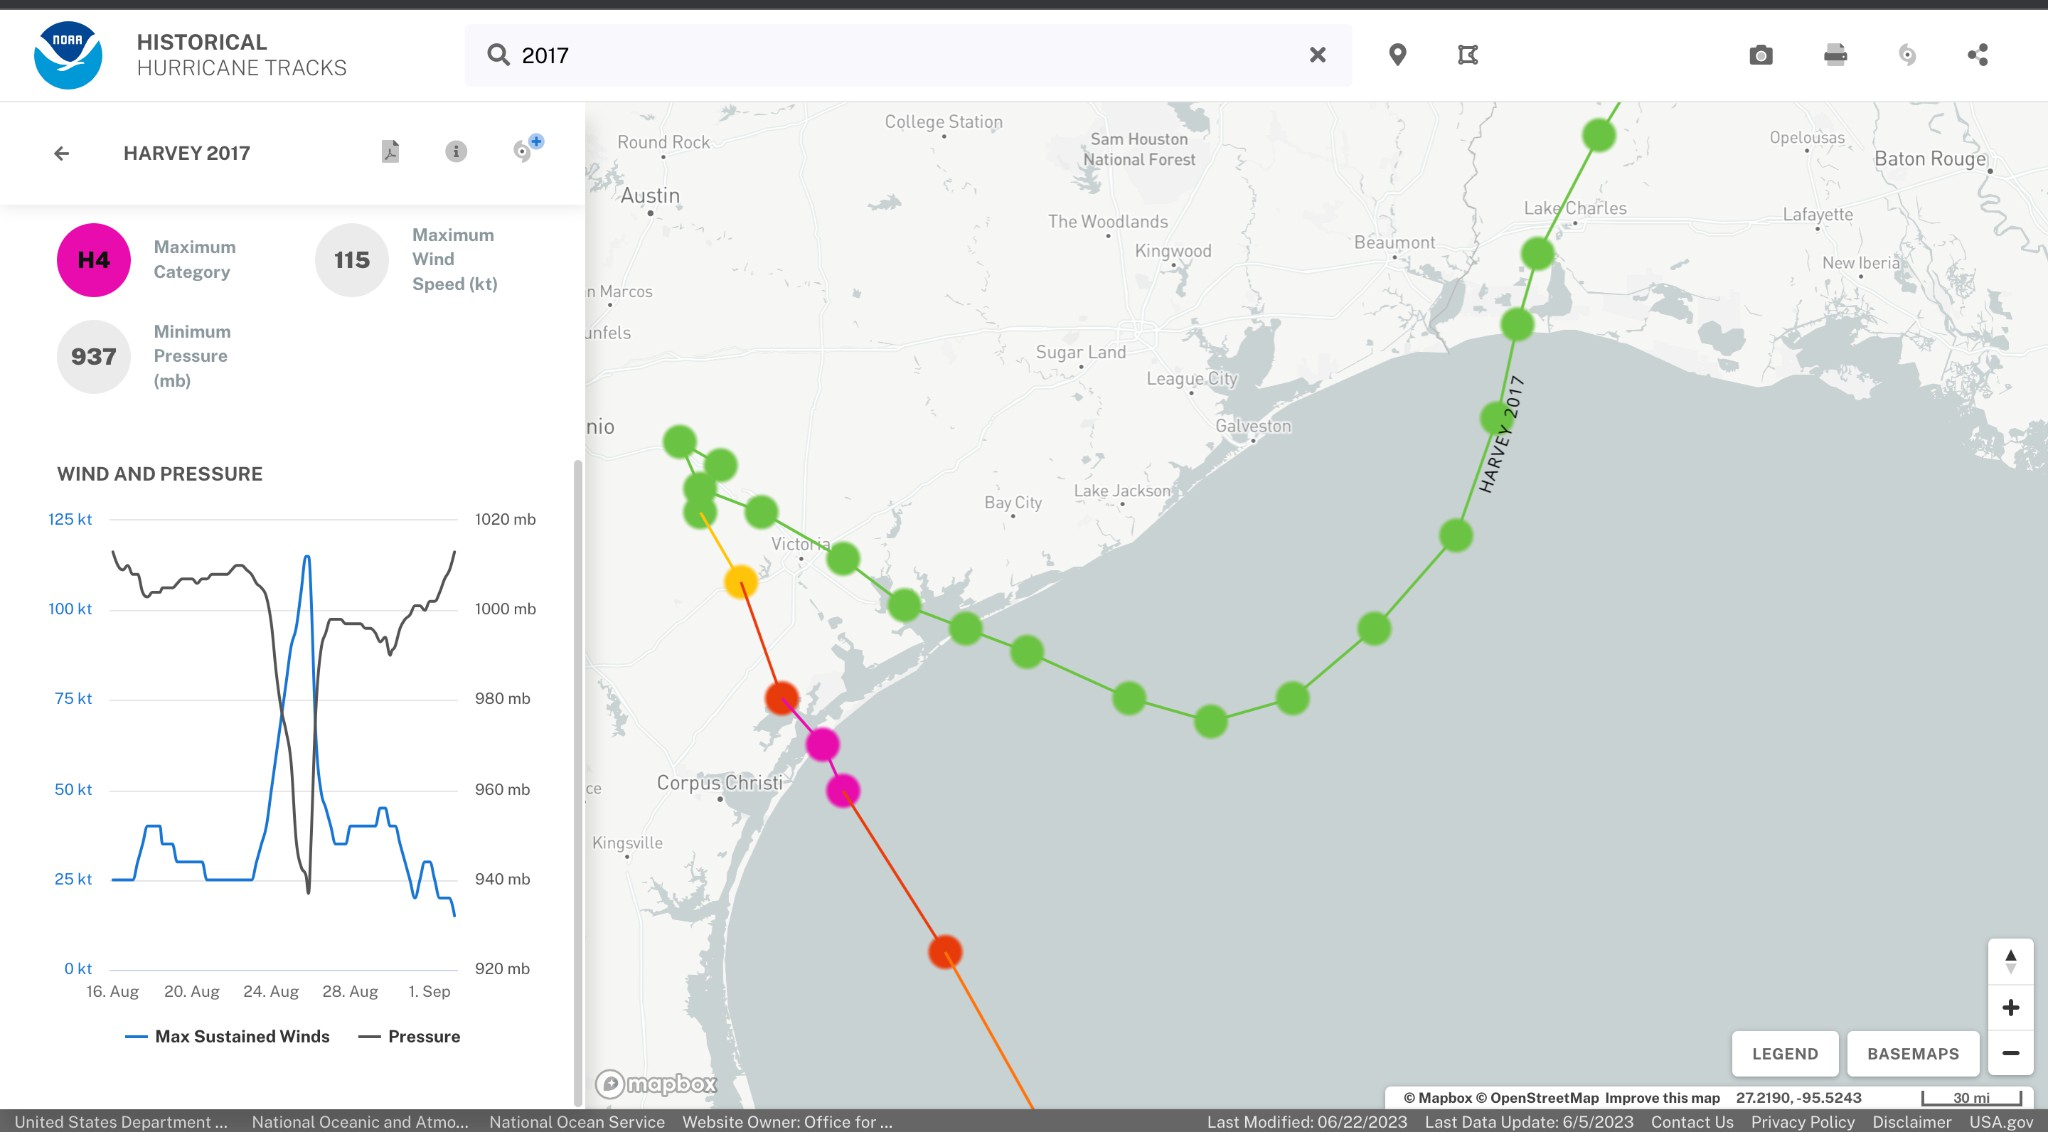 NOAA
HISTORICAL
HURRICANE TRACKS
2017
HARVEY 2017
H4
Maximum
Category
115
Maximum
Wind
Speed (kt)
937
Minimum
Pressure
(mb)
WIND AND PRESSURE
125 kt
1020 mb
100 kt
1000 mb
75 kt
980 mb
50 kt
960 mb
25 kt
940 mb
0 kt
920 mb
16. Aug
20. Aug
24. Aug
28. Aug
1. Sep
Max Sustained Winds
Pressure
College Station
Round Rock
Sam Houston
National Forest
Opelousas
Baton Rouge
Austin
Lake Charles
The Woodlands
Lafayette
Beaumont
Kingwood
New Iberia
n Marcos
unfels
Sugar Land
League City
HARVEY 2017
nio
Galveston
Lake Jackson
Bay City
Victoria
Corpus Christi
ce
Kingsville
mapbox
LEGEND
BASEMAPS
© Mapbox © OpenStreetMap Improve this map
27.2190, -95.5243
30 mi
United States Department ...
National Oceanic and Atmo...
National Ocean Service
Website Owner: Office for ...
Last Modified: 06/22/2023
Last Data Update: 6/5/2023
Contact Us
Privacy Policy
Disclaimer
USA.gov